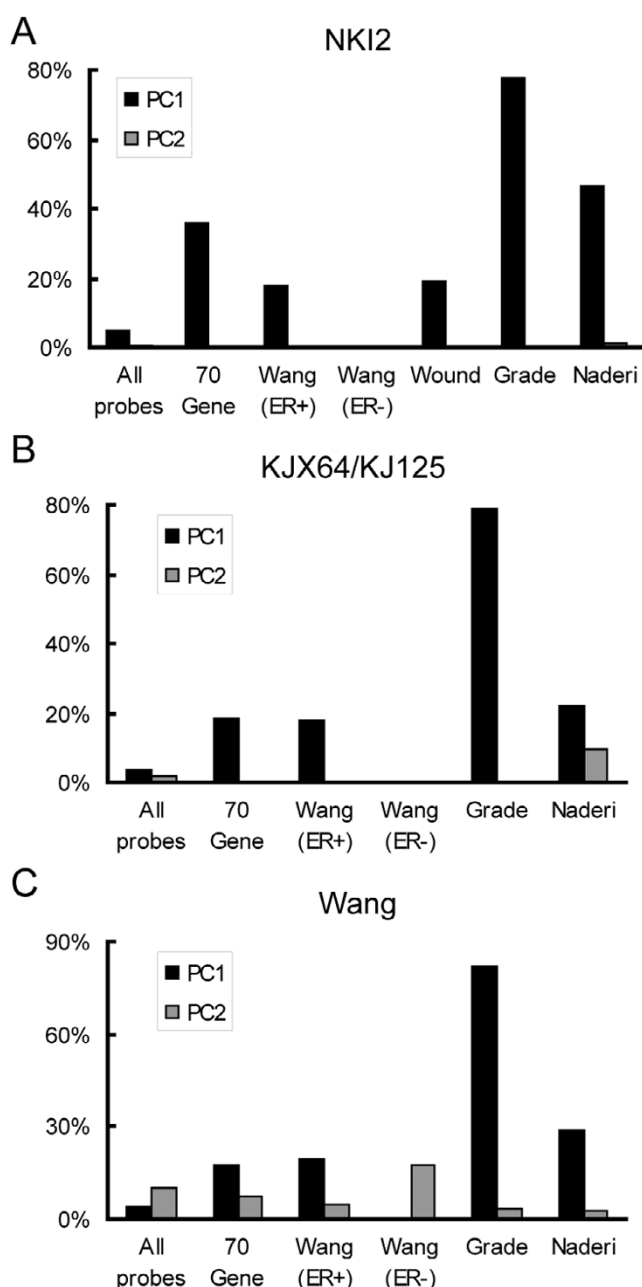 A
NKI2
80%
60%
40%
20%
0%
PC1
PC2
All probes
70 Gene
Wang (ER+)
Wang (ER-)
Wound
Grade
Naderi
B
KJX64/KJ125
80%
60%
40%
20%
0%
PC1
PC2
All probes
70 Gene
Wang (ER+)
Wang (ER-)
Grade
Naderi
C
Wang
90%
60%
30%
0%
PC1
PC2
All probes
70 Gene
Wang (ER+)
Wang (ER-)
Grade
Naderi